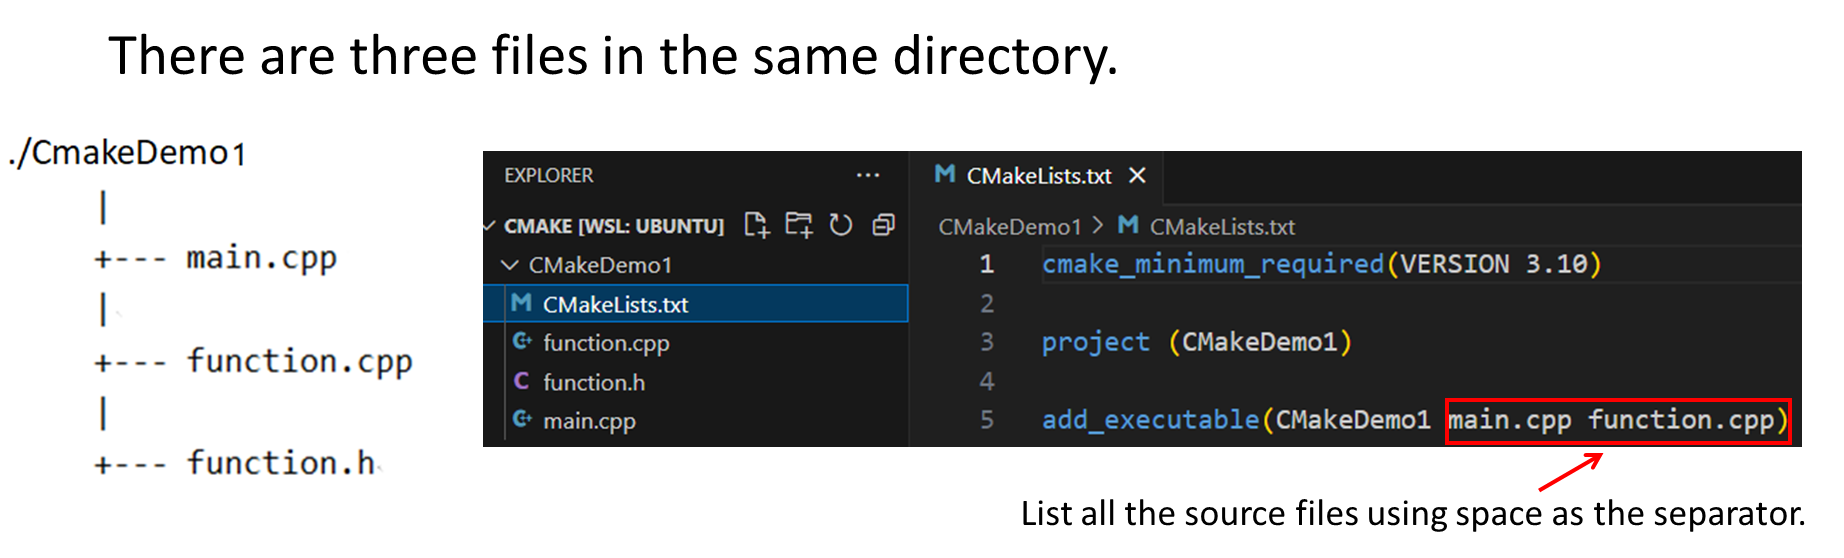 There are three files in the same directory.
./CmakeDemo1
|
+--- main.cpp
|
+--- function.cpp
|
+--- function.h
EXPLORER ···
CMAKE [WSL: UBUNTU]
CMakeDemo1
M CMakeLists.txt
C+ function.cpp
C function.h
C+ main.cpp
M CMakeLists.txt ×
CMakeDemo1 > M CMakeLists.txt
1 cmake_minimum_required(VERSION 3.10)
2
3 project (CMakeDemo1)
4
5 add_executable(CMakeDemo1 main.cpp function.cpp)
List all the source files using space as the separator.